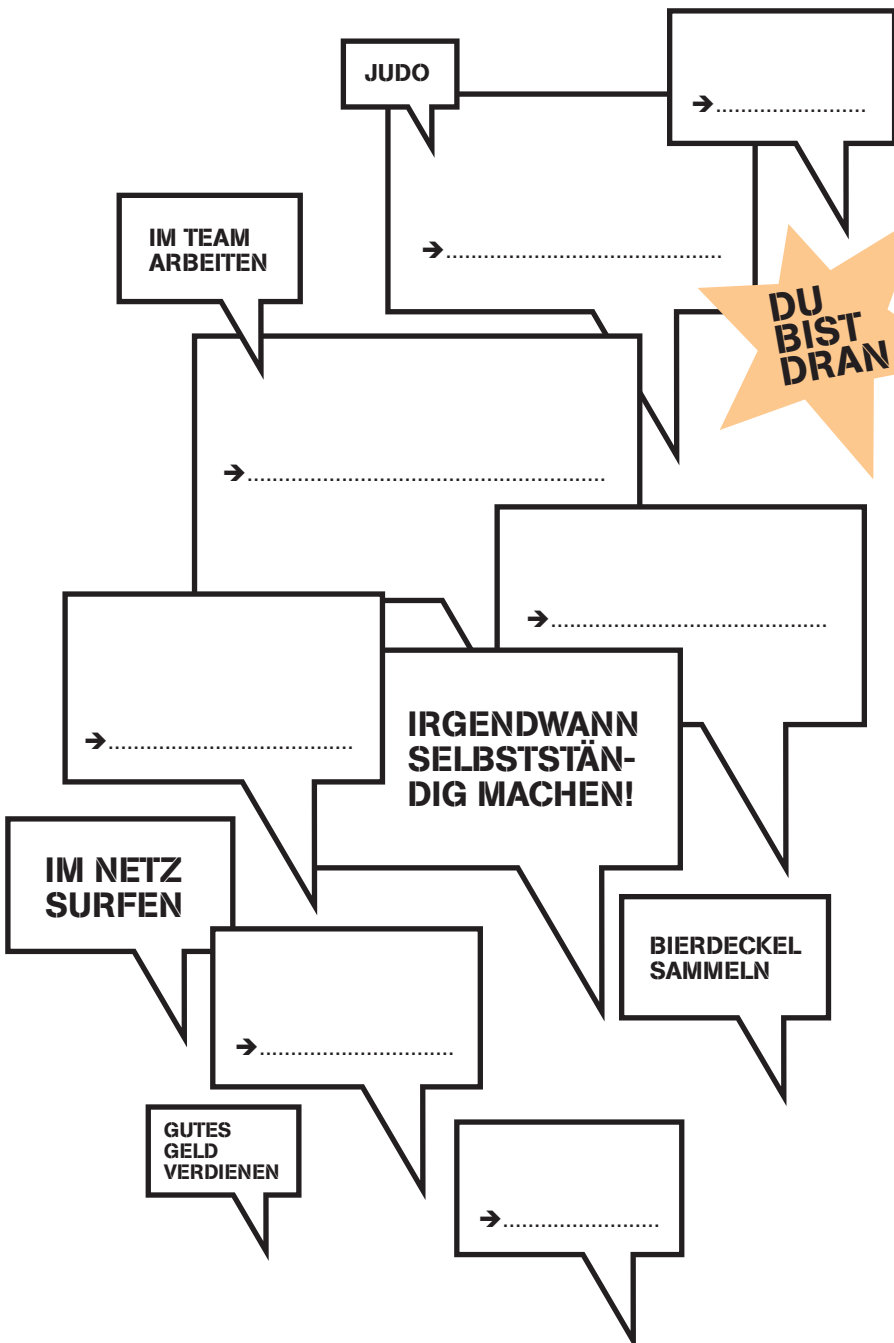 JUDO
➔........................
➔............................................
IM TEAM
ARBEITEN
DU
BIST
DRAN
➔.........................................................
➔............................................
➔.......................................
IRGENDWANN
SELBSTSTÄN-
DIG MACHEN!
IM NETZ
SURFEN
BIERDECKEL
SAMMELN
➔...............................
GUTES
GELD
VERDIENEN
➔.........................